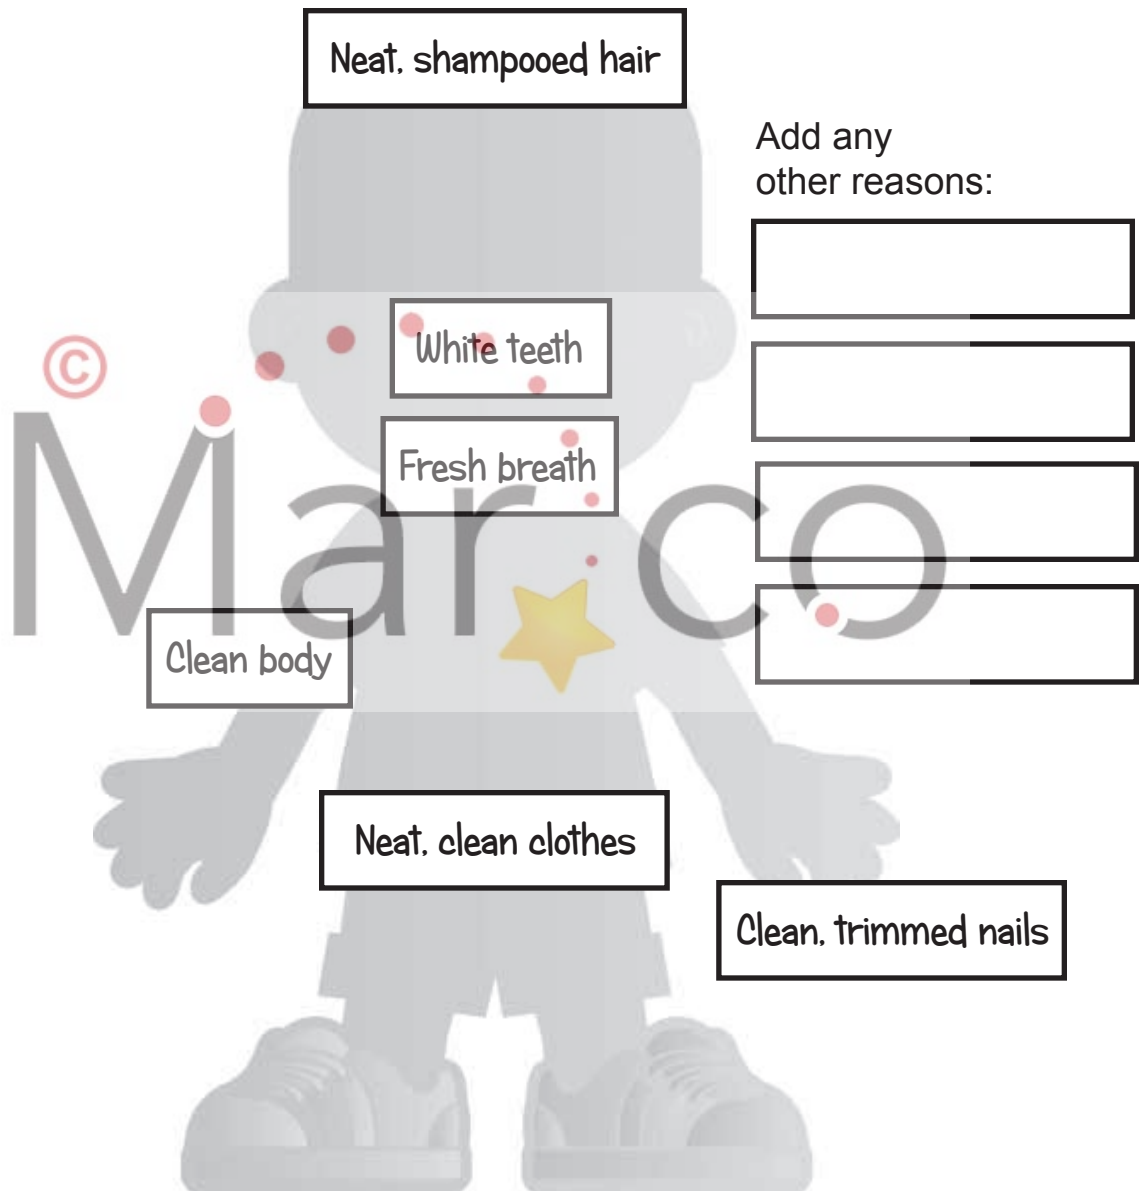 Neat, shampooed hair
Add any
other reasons:
White teeth
Fresh breath
© Marco
Clean body
Neat, clean clothes
Clean, trimmed nails